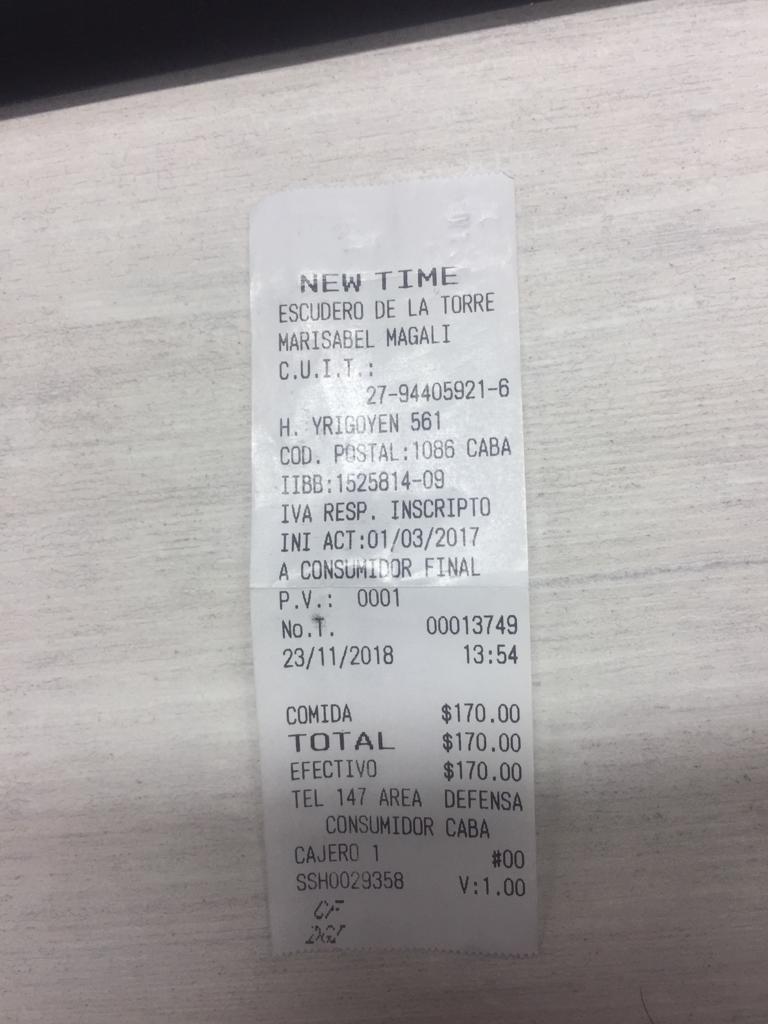 NEW TIME
ESCUDERO DE LA TORRE
MARISABEL MAGALI
C.U.I.T.:
27-94405921-6
H. YRIGOYEN 561
COD. POSTAL:1086 CABA
IIBB:1525814-09
IVA RESP. INSCRIPTO
INI ACT:01/03/2017
A CONSUMIDOR FINAL
P.V.: 0001
No.T. 00013749
23/11/2018 13:54
COMIDA $170.00
TOTAL $170.00
EFECTIVO $170.00
TEL 147 AREA DEFENSA
CONSUMIDOR CABA
CAJERO 1 #00
SSH0029358 V:1.00
CF
DGI